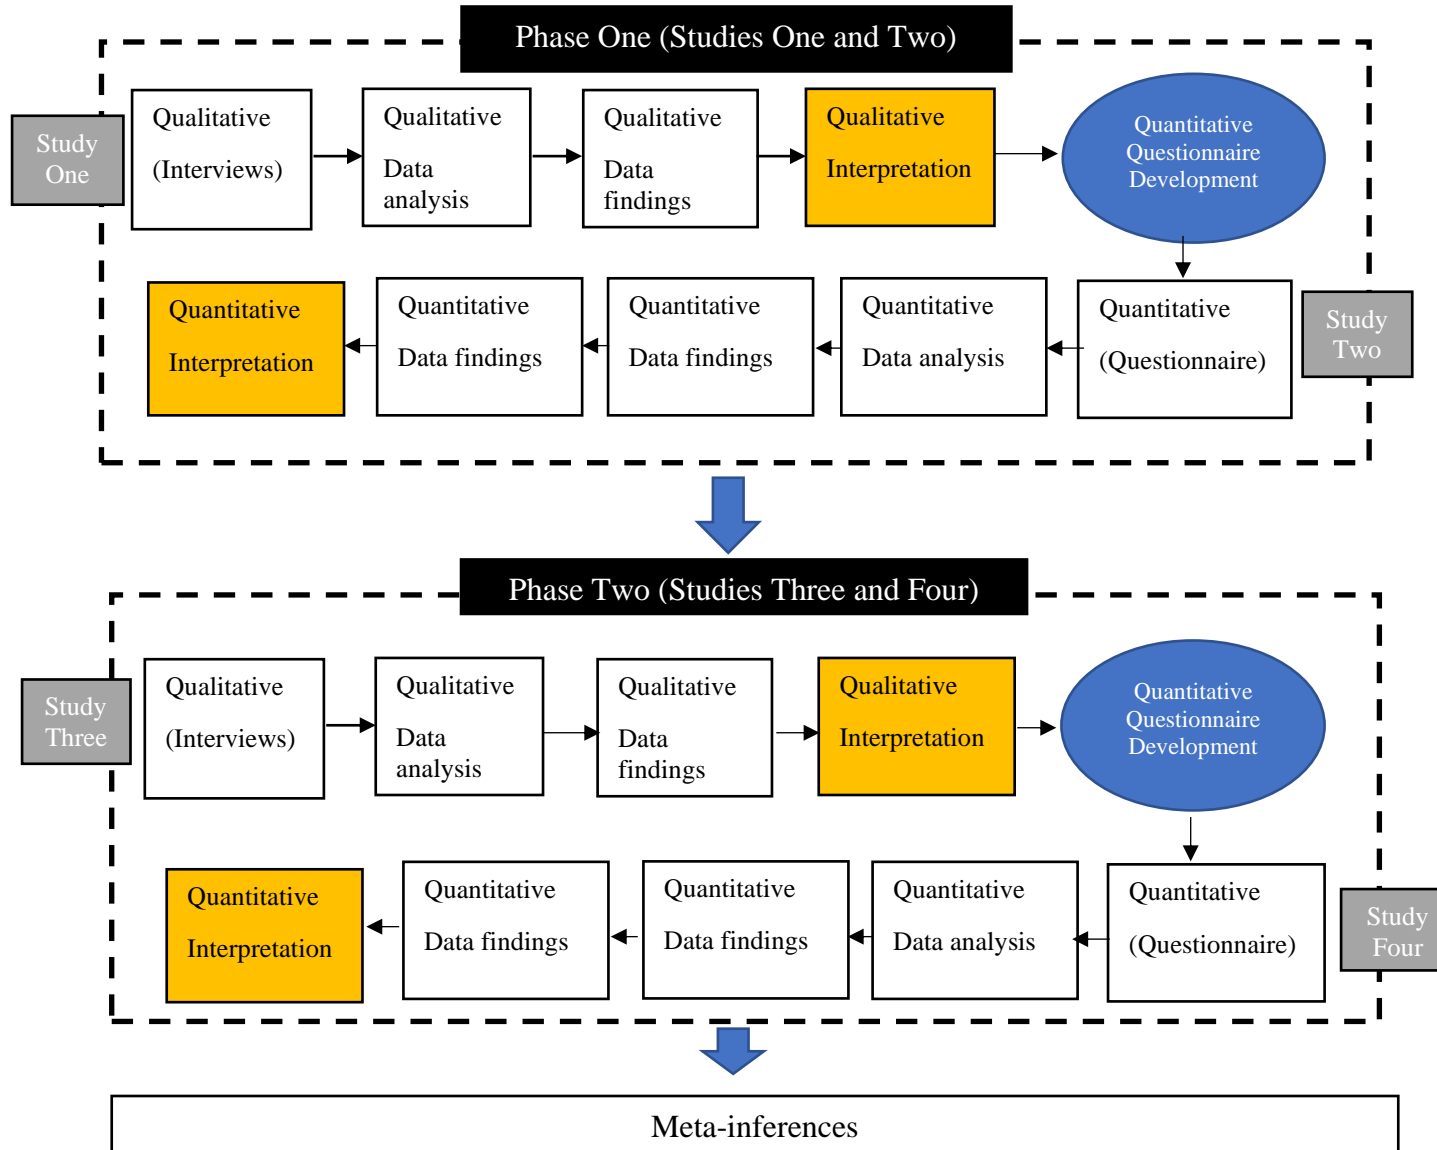 Phase One (Studies One and Two)
Study
One
Qualitative
(Interviews)
Qualitative
Data
analysis
Qualitative
Data
findings
Qualitative
Interpretation
Quantitative
Questionnaire
Development
Quantitative
Interpretation
Quantitative
Data findings
Quantitative
Data findings
Quantitative
Data analysis
Quantitative
(Questionnaire)
Study
Two
Phase Two (Studies Three and Four)
Study
Three
Qualitative
(Interviews)
Qualitative
Data
analysis
Qualitative
Data
findings
Qualitative
Interpretation
Quantitative
Questionnaire
Development
Quantitative
Interpretation
Quantitative
Data findings
Quantitative
Data findings
Quantitative
Data analysis
Quantitative
(Questionnaire)
Study
Four
Meta-inferences